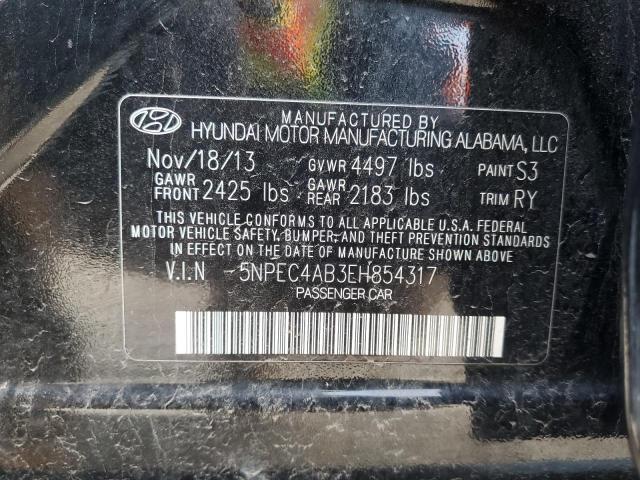 MANUFACTURED BY
HYUNDAI MOTOR MANUFACTURING ALABAMA, LLC
Nov/18/13 GVWR 4497 lbs PAINT S3
GAWR FRONT 2425 lbs GAWR REAR 2183 lbs TRIM RY
THIS VEHICLE CONFORMS TO ALL APPLICABLE U.S.A. FEDERAL
MOTOR VEHICLE SAFETY, BUMPER, AND THEFT PREVENTION STANDARDS
IN EFFECT ON THE DATE OF MANUFACTURE SHOWN ABOVE.
V.I.N - 5NPEC4AB3EH854317
PASSENGER CAR